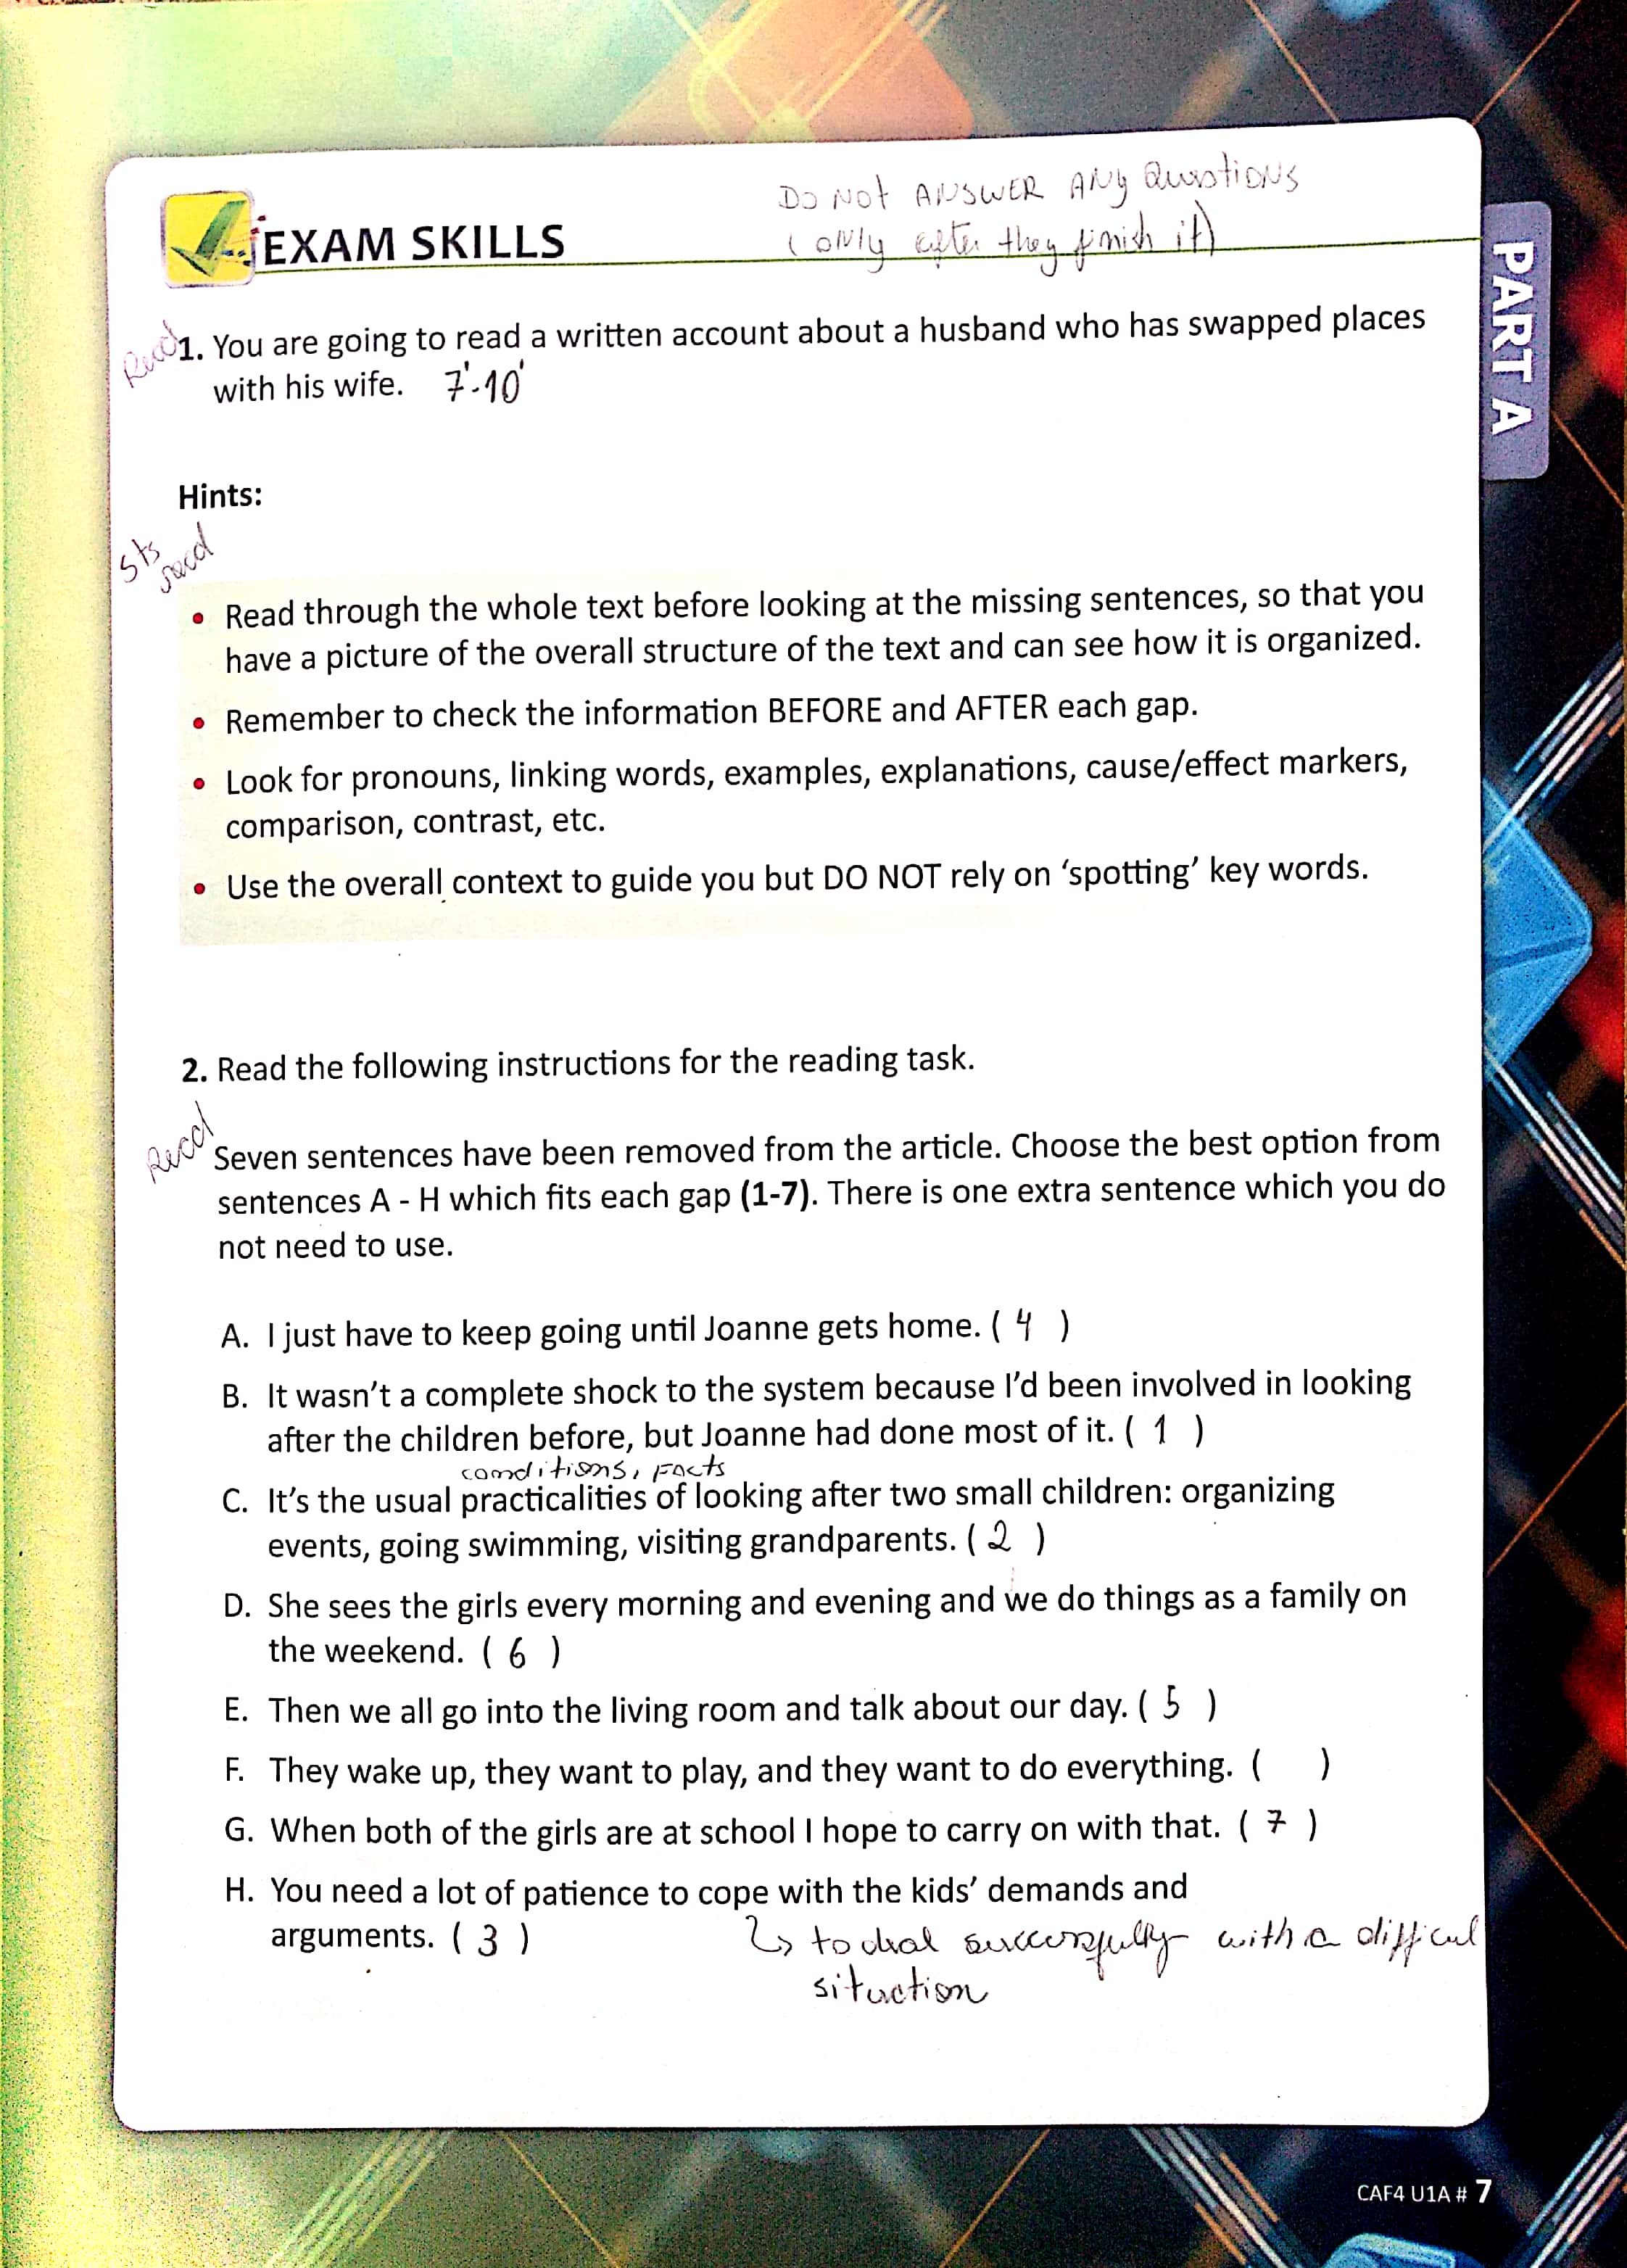 DO NOT ANSWER ANY QUESTIONS
EXAM SKILLS
(ONLY after they finish it)
PART A
Read
1. You are going to read a written account about a husband who has swapped places
with his wife. 7'-10'
Hints:
Sts
read
• Read through the whole text before looking at the missing sentences, so that you
have a picture of the overall structure of the text and can see how it is organized.
• Remember to check the information BEFORE and AFTER each gap.
• Look for pronouns, linking words, examples, explanations, cause/effect markers,
comparison, contrast, etc.
• Use the overall context to guide you but DO NOT rely on ‘spotting’ key words.
2. Read the following instructions for the reading task.
Read
Seven sentences have been removed from the article. Choose the best option from
sentences A - H which fits each gap (1-7). There is one extra sentence which you do
not need to use.
A. I just have to keep going until Joanne gets home. ( 4 )
B. It wasn’t a complete shock to the system because I’d been involved in looking
after the children before, but Joanne had done most of it. ( 1 )
conditions, Facts
C. It’s the usual practicalities of looking after two small children: organizing
events, going swimming, visiting grandparents. ( 2 )
D. She sees the girls every morning and evening and we do things as a family on
the weekend. ( 6 )
E. Then we all go into the living room and talk about our day. ( 5 )
F. They wake up, they want to play, and they want to do everything. ( )
G. When both of the girls are at school I hope to carry on with that. ( 7 )
H. You need a lot of patience to cope with the kids’ demands and
arguments. ( 3 )
to deal successfully with a difficul
situation
CAF4 U1A # 7